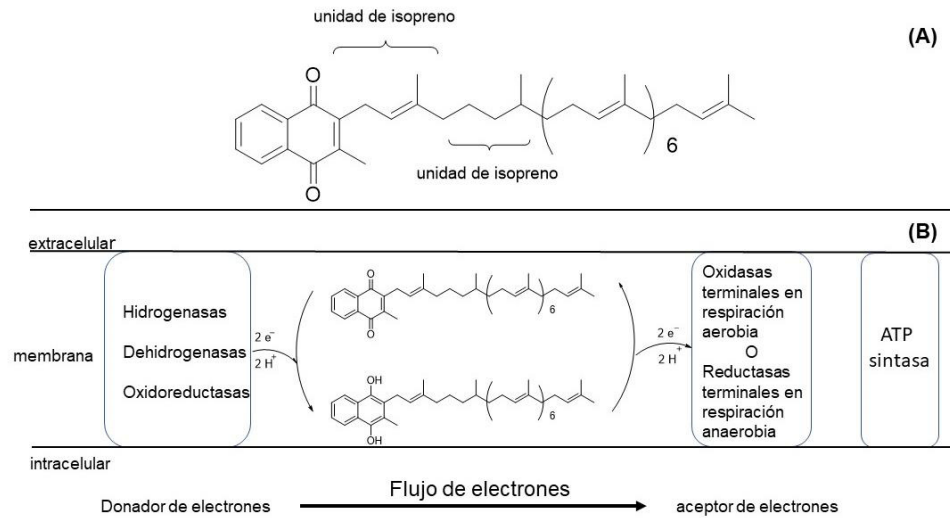 unidad de isopreno
(A)
O
O
6
unidad de isopreno
extracelular
(B)
membrana
Hidrogenasas
Dehidrogenasas
Oxidoreductasas
2 e⁻
2 H⁺
O
O
6
OH
OH
6
2 e⁻
2 H⁺
Oxidasas
terminales en
respiración
aerobia
O
Reductasas
terminales en
respiración
anaerobia
ATP
sintasa
intracelular
Flujo de electrones
Donador de electrones
aceptor de electrones